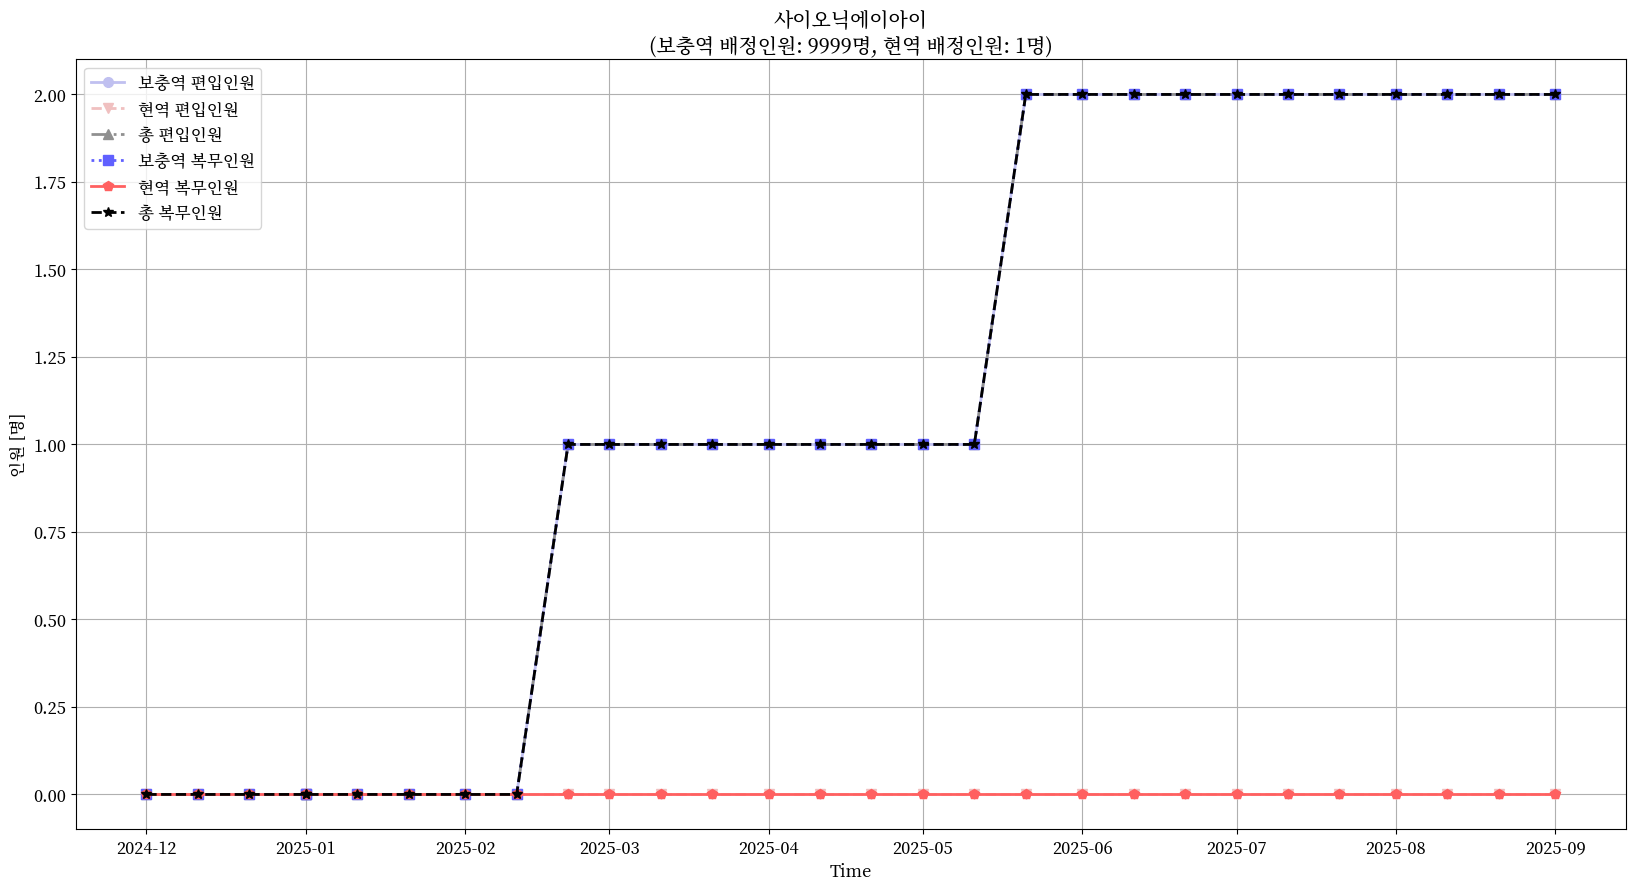 사이오닉에이아이
(보충역 배정인원: 9999명, 현역 배정인원: 1명)
보충역 편입인원
현역 편입인원
총 편입인원
보충역 복무인원
현역 복무인원
총 복무인원
2.00
1.75
1.50
1.25
1.00
0.75
0.50
0.25
0.00
인원 [명]
2024-12
2025-01
2025-02
2025-03
2025-04
2025-05
2025-06
2025-07
2025-08
2025-09
Time